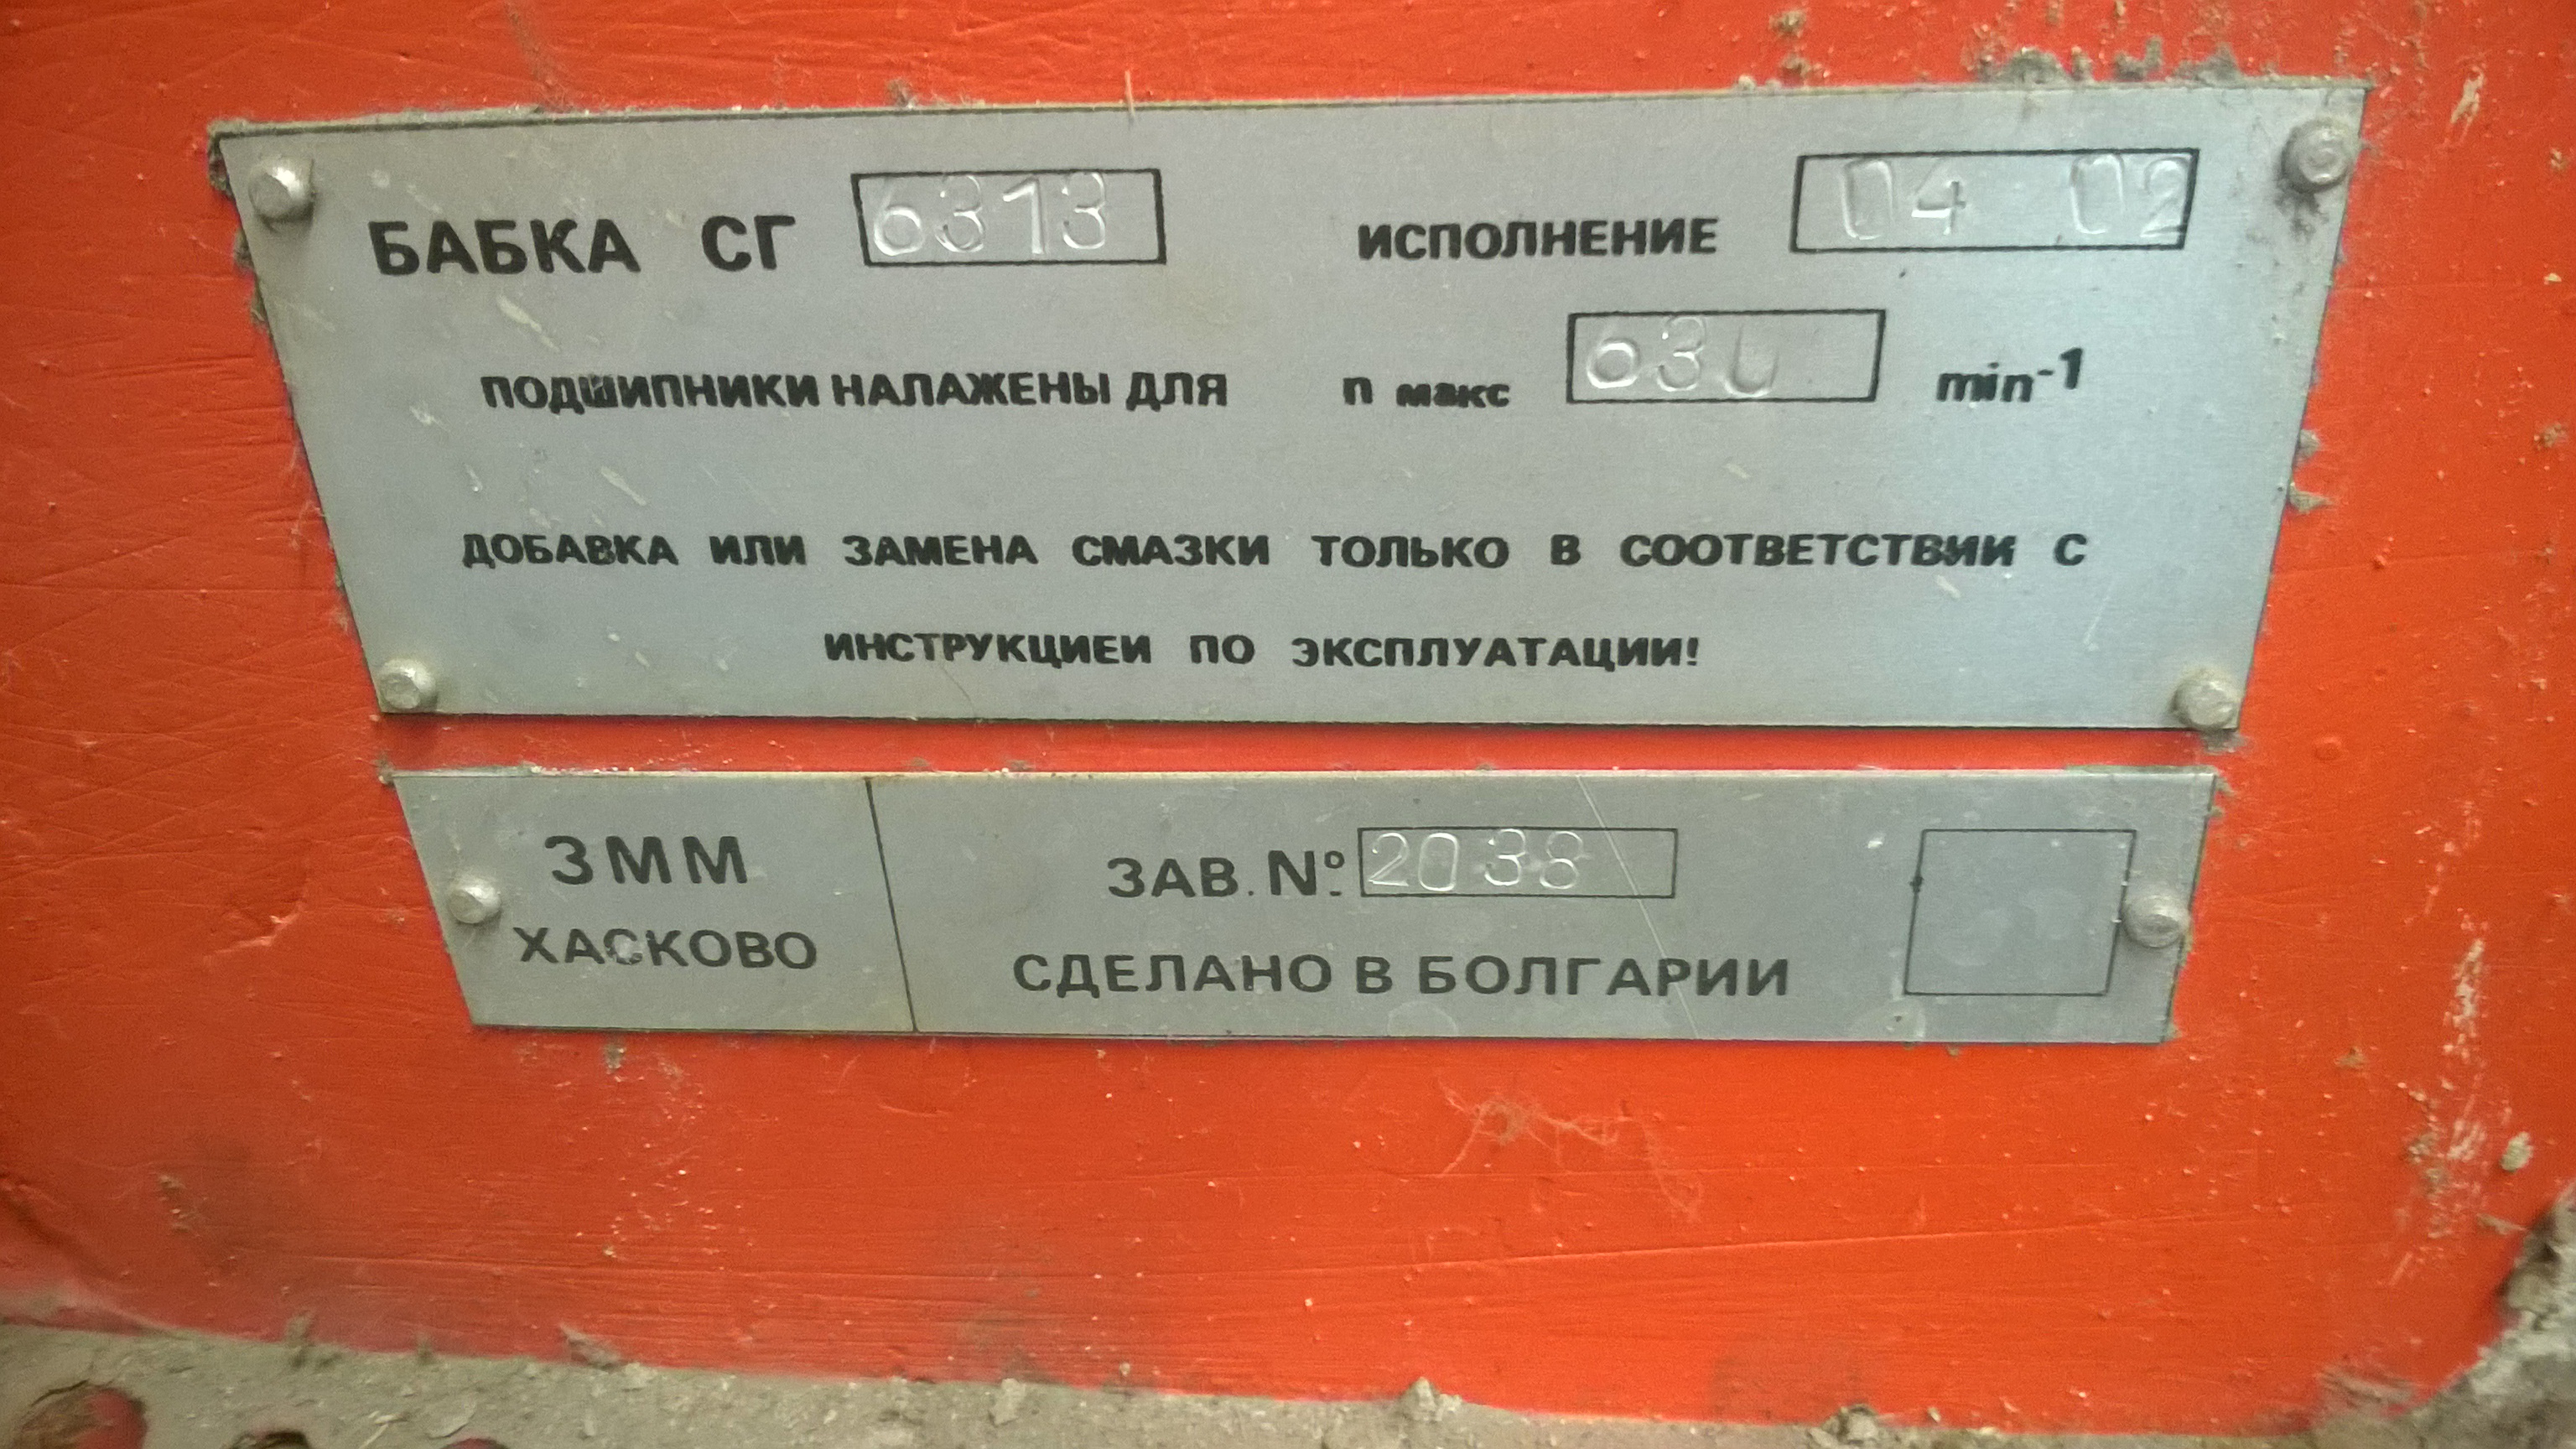 БАБКА СГ 6313 ИСПОЛНЕНИЕ 04 02
ПОДШИПНИКИ НАЛАЖЕНЫ ДЛЯ n макс 630 min-1
ДОБАВКА ИЛИ ЗАМЕНА СМАЗКИ ТОЛЬКО В СООТВЕТСТВИИ С
ИНСТРУКЦИЕИ ПО ЭКСПЛУАТАЦИИ!
ЗММ
ХАСКОВО
ЗАВ. Nº 2038
СДЕЛАНО В БОЛГАРИИ